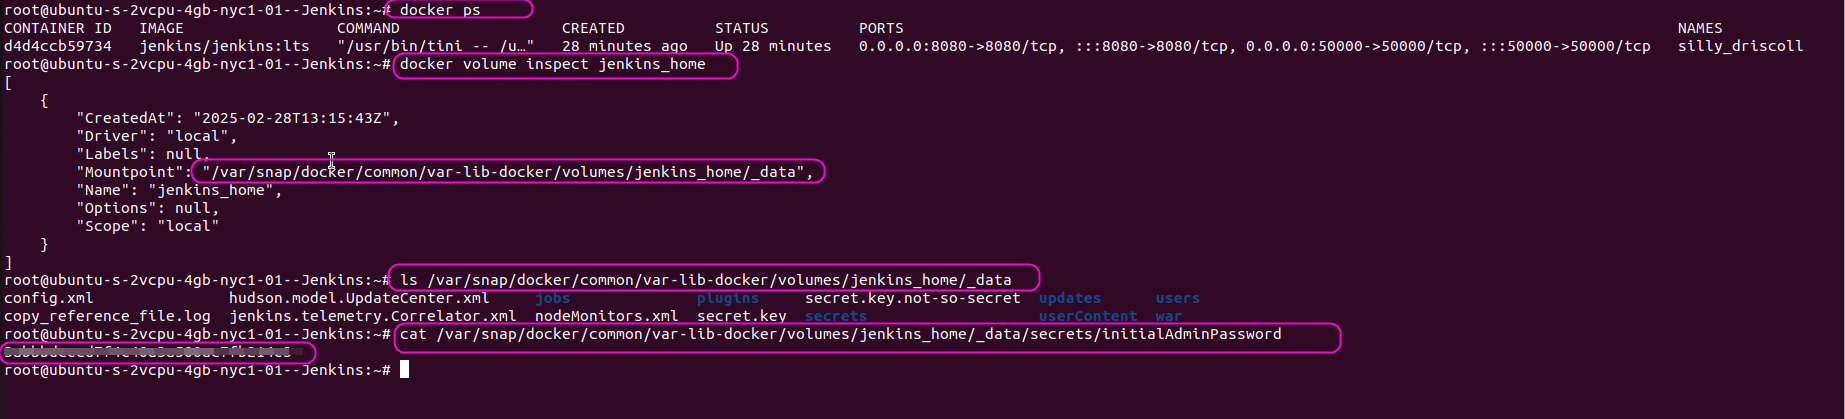 root@ubuntu-s-2vcpu-4gb-nyc1-01--Jenkins:~# docker ps
CONTAINER ID   IMAGE                 COMMAND                  CREATED          STATUS          PORTS                                                                                      NAMES
d4d4ccb59734   jenkins/jenkins:lts   "/usr/bin/tini -- /u…"   28 minutes ago   Up 28 minutes   0.0.0.0:8080->8080/tcp, :::8080->8080/tcp, 0.0.0.0:50000->50000/tcp, :::50000->50000/tcp   silly_driscoll
root@ubuntu-s-2vcpu-4gb-nyc1-01--Jenkins:~# docker volume inspect jenkins_home
[
    {
        "CreatedAt": "2025-02-28T13:15:43Z",
        "Driver": "local",
        "Labels": null,
        "Mountpoint": "/var/snap/docker/common/var-lib-docker/volumes/jenkins_home/_data",
        "Name": "jenkins_home",
        "Options": null,
        "Scope": "local"
    }
]
root@ubuntu-s-2vcpu-4gb-nyc1-01--Jenkins:~# ls /var/snap/docker/common/var-lib-docker/volumes/jenkins_home/_data
config.xml               hudson.model.UpdateCenter.xml     jobs              plugins     secret.key.not-so-secret  updates      users
copy_reference_file.log  jenkins.telemetry.Correlator.xml  nodeMonitors.xml  secret.key  secrets                   userContent  war
root@ubuntu-s-2vcpu-4gb-nyc1-01--Jenkins:~# cat /var/snap/docker/common/var-lib-docker/volumes/jenkins_home/_data/secrets/initialAdminPassword
root@ubuntu-s-2vcpu-4gb-nyc1-01--Jenkins:~#